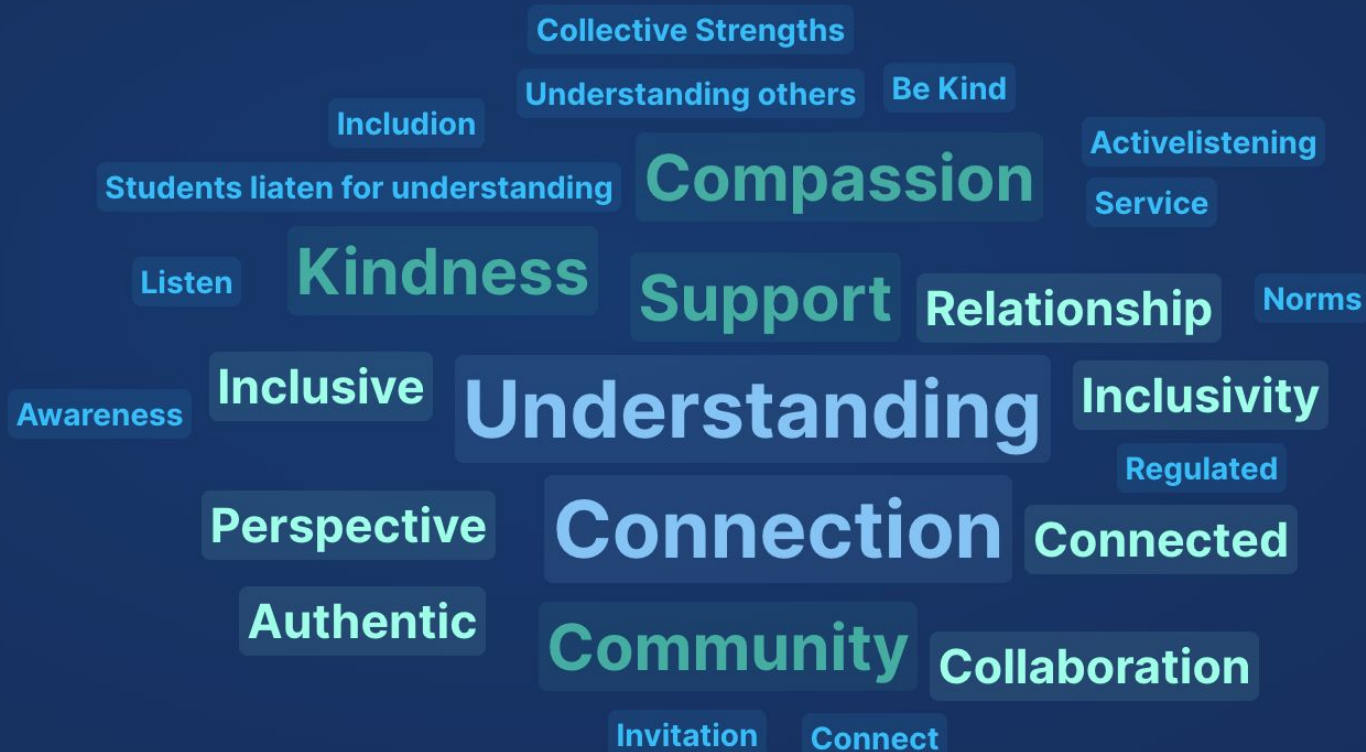 Collective Strengths
Understanding others
Be Kind
Includion
Activelistening
Compassion
Students liaten for understanding
Service
Kindness
Listen
Support
Relationship
Norms
Inclusive
Understanding
Inclusivity
Awareness
Regulated
Perspective
Connection
Connected
Authentic
Community
Collaboration
Invitation
Connect